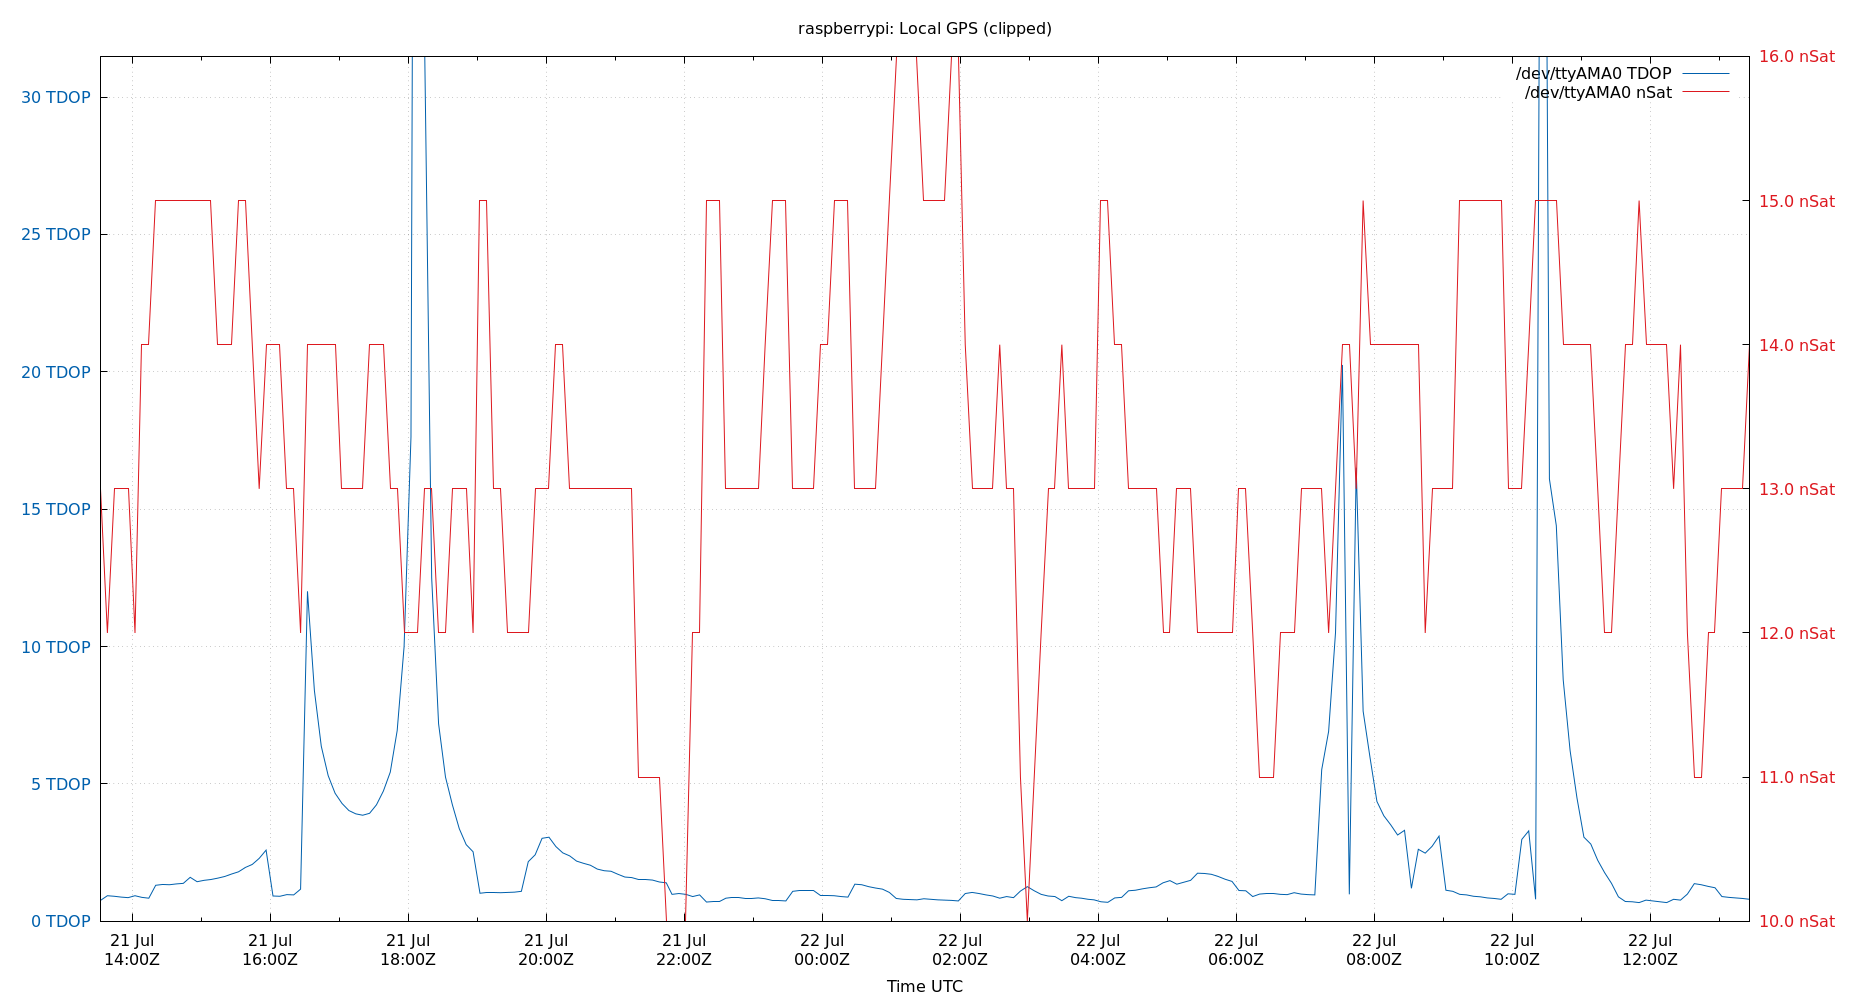 raspberrypi: Local GPS (clipped)
/dev/ttyAMA0 TDOP
/dev/ttyAMA0 nSat
30 TDOP
25 TDOP
20 TDOP
15 TDOP
10 TDOP
5 TDOP
0 TDOP
16.0 nSat
15.0 nSat
14.0 nSat
13.0 nSat
12.0 nSat
11.0 nSat
10.0 nSat
21 Jul
14:00Z
21 Jul
16:00Z
21 Jul
18:00Z
21 Jul
20:00Z
21 Jul
22:00Z
22 Jul
00:00Z
22 Jul
02:00Z
22 Jul
04:00Z
22 Jul
06:00Z
22 Jul
08:00Z
22 Jul
10:00Z
22 Jul
12:00Z
Time UTC